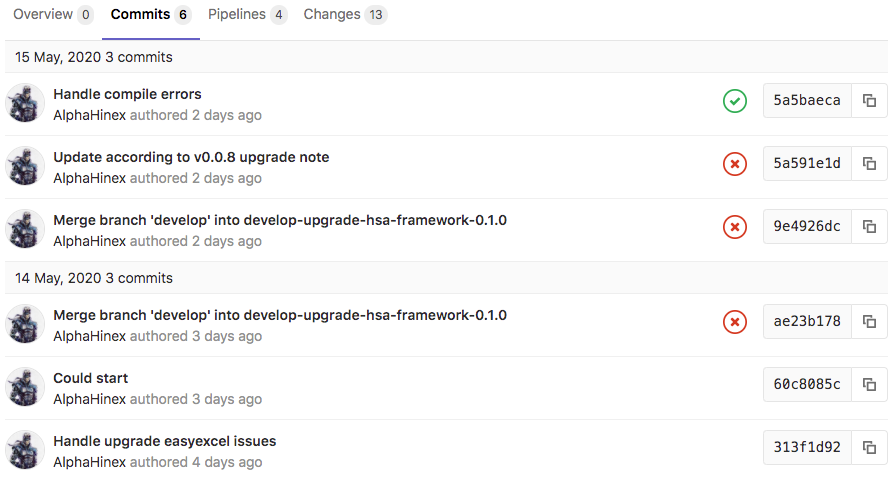 Overview 0 Commits 6 Pipelines 4 Changes 13
15 May, 2020 3 commits
Handle compile errors
AlphaHinex authored 2 days ago
5a5baeca
Update according to v0.0.8 upgrade note
AlphaHinex authored 2 days ago
5a591e1d
Merge branch 'develop' into develop-upgrade-hsa-framework-0.1.0
AlphaHinex authored 2 days ago
9e4926dc
14 May, 2020 3 commits
Merge branch 'develop' into develop-upgrade-hsa-framework-0.1.0
AlphaHinex authored 3 days ago
ae23b178
Could start
AlphaHinex authored 3 days ago
60c8085c
Handle upgrade easyexcel issues
AlphaHinex authored 4 days ago
313f1d92